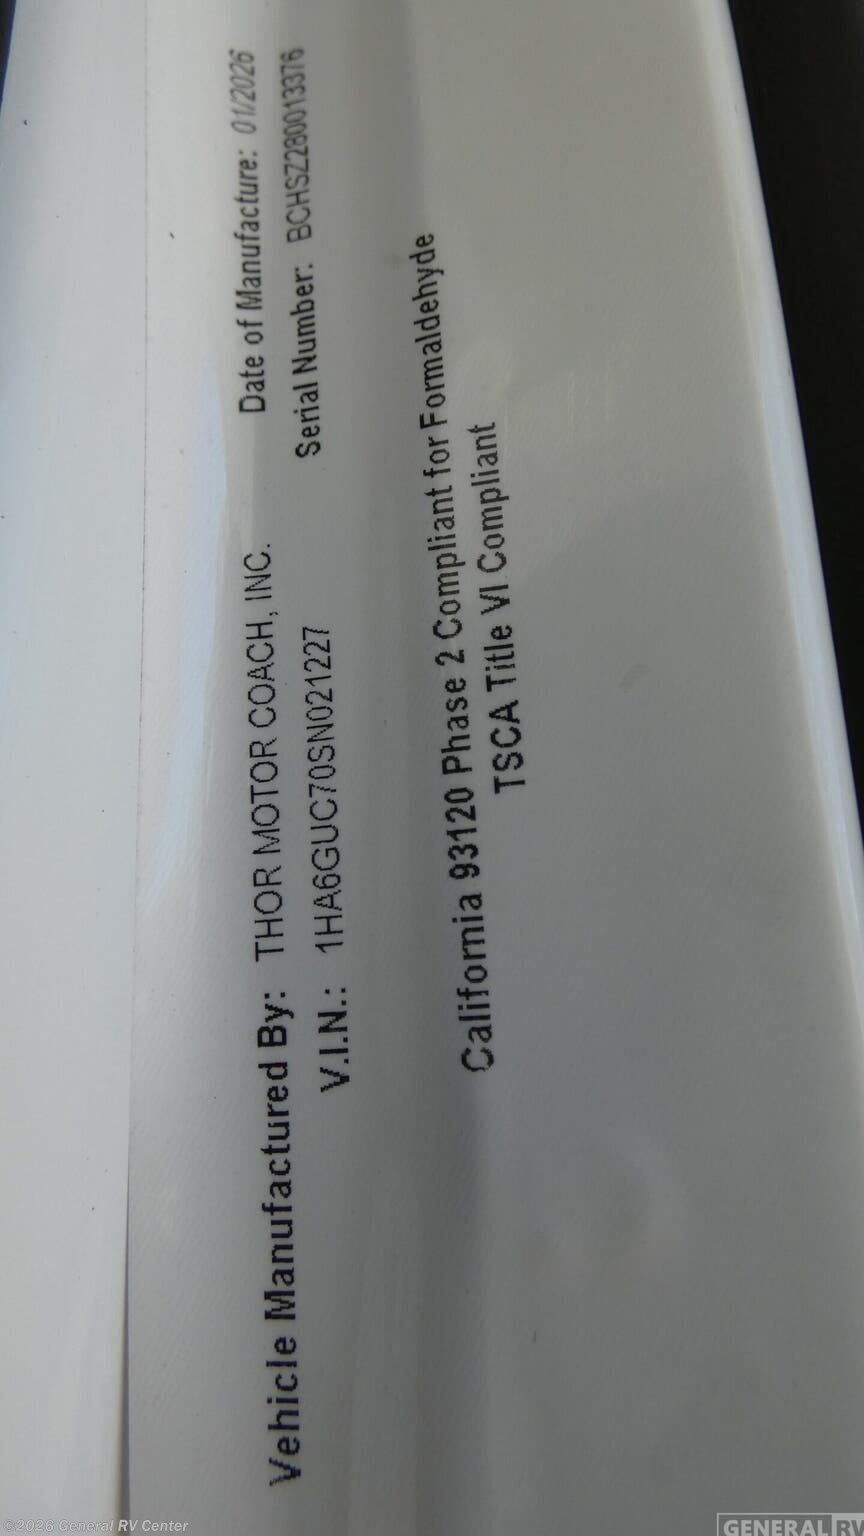 Vehicle Manufactured By: THOR MOTOR COACH, INC. Date of Manufacture: 01/2026
V.I.N.: 1HA6GUC70SN021227 Serial Number: BCHSZ280013376
California 93120 Phase 2 Compliant for Formaldehyde
TSCA Title VI Compliant
©2026 General RV Center
GENERAL RV